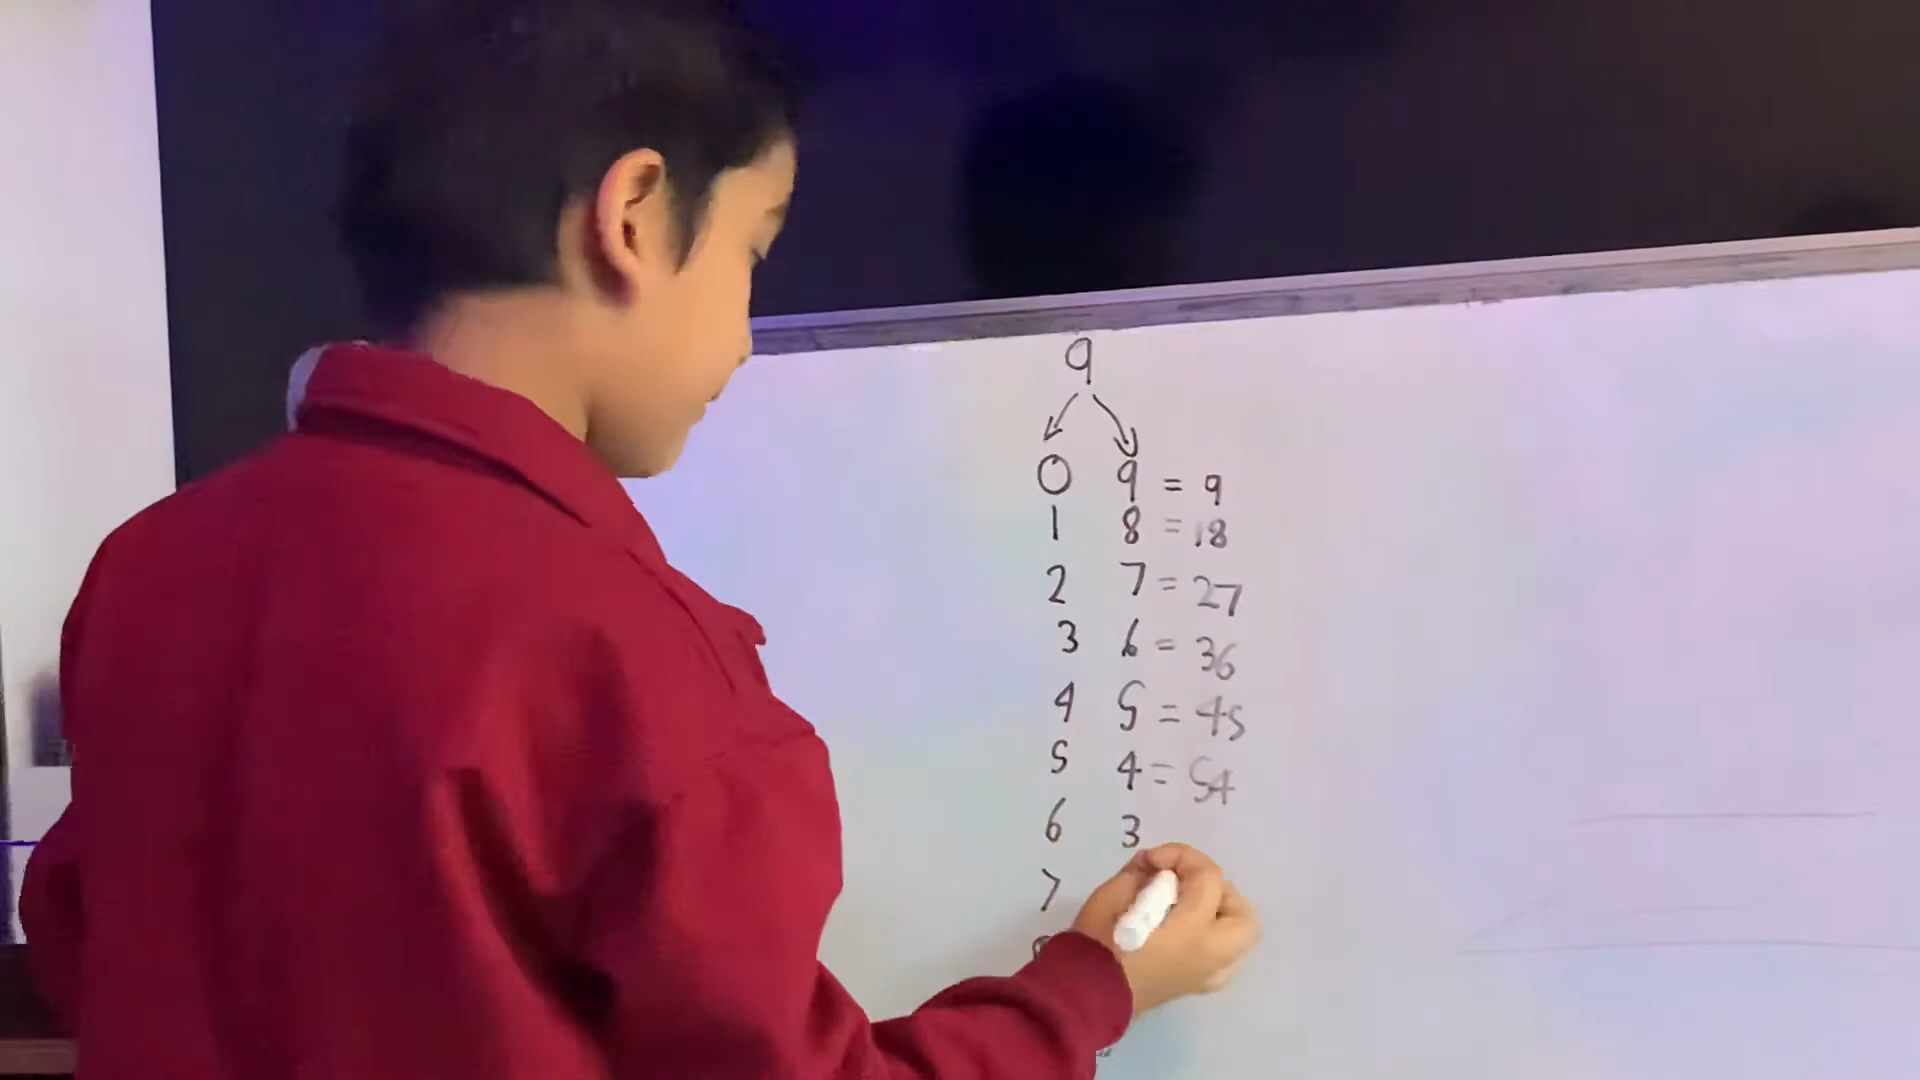 9
0 9 = 9
1 8 = 18
2 7 = 27
3 6 = 36
4 5 = 45
5 4 = 54
6 3
7